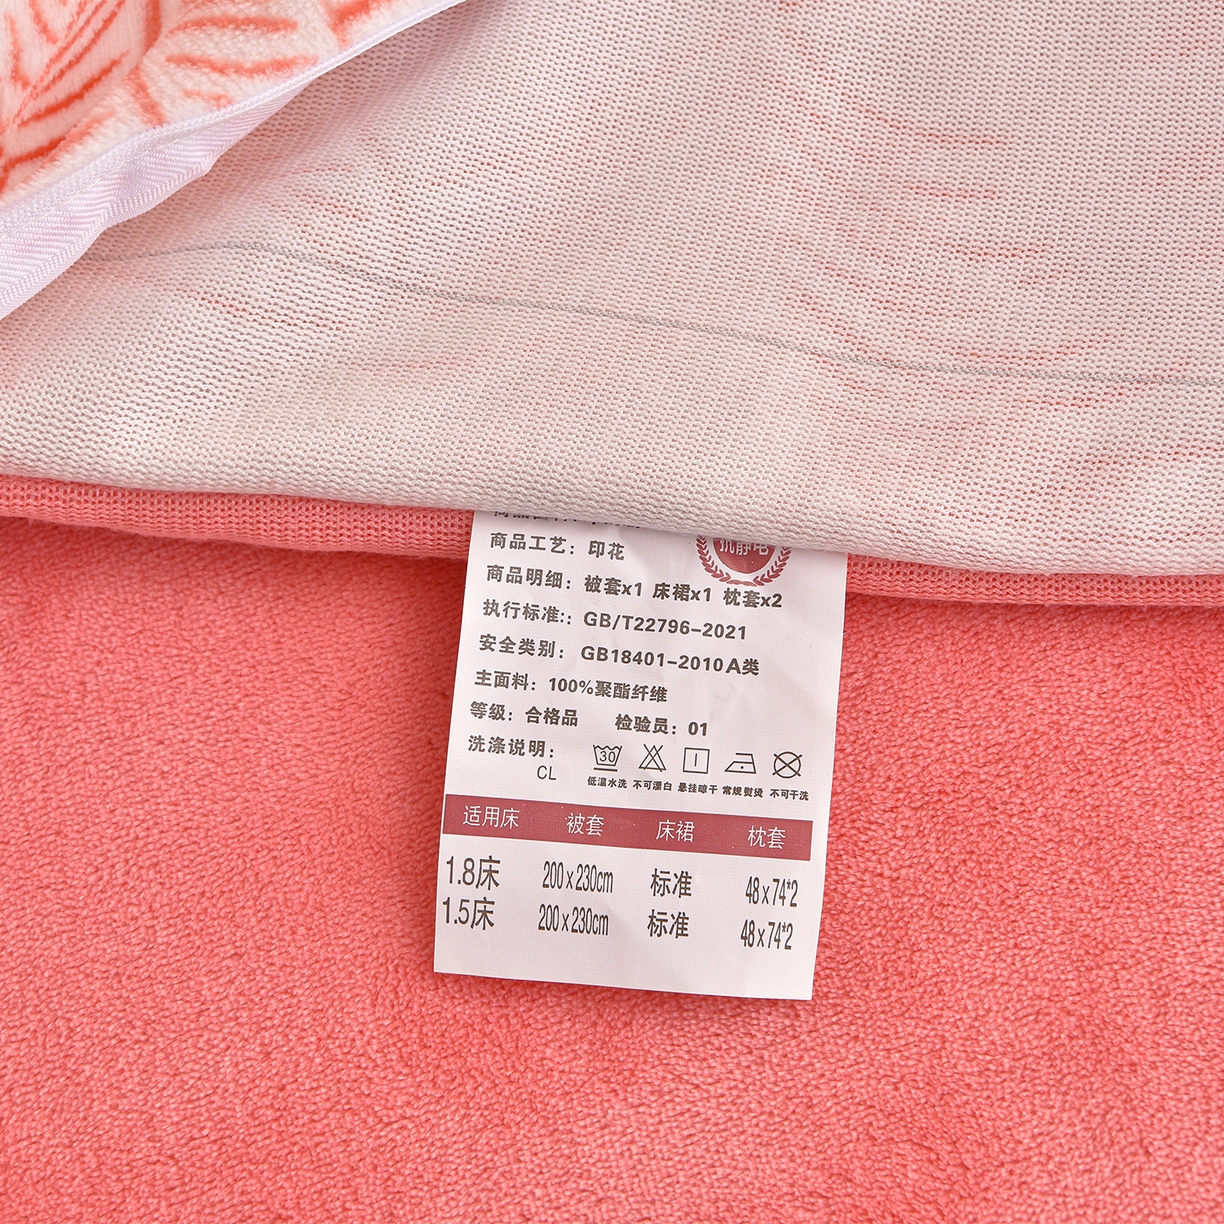 抗静电
商品工艺：印花
商品明细：被套x1 床裙x1 枕套x2
执行标准：: GB/T22796-2021
安全类别： GB18401-2010 A类
主面料：100%聚酯纤维
等级：合格品 检验员：01
洗涤说明：
30
CL
低温水洗 不可漂白 悬挂晾干 常规熨烫 不可干洗
适用床 被套 床裙 枕套
1.8床 200x230cm 标准 48x74*2
1.5床 200x230cm 标准 48x74*2